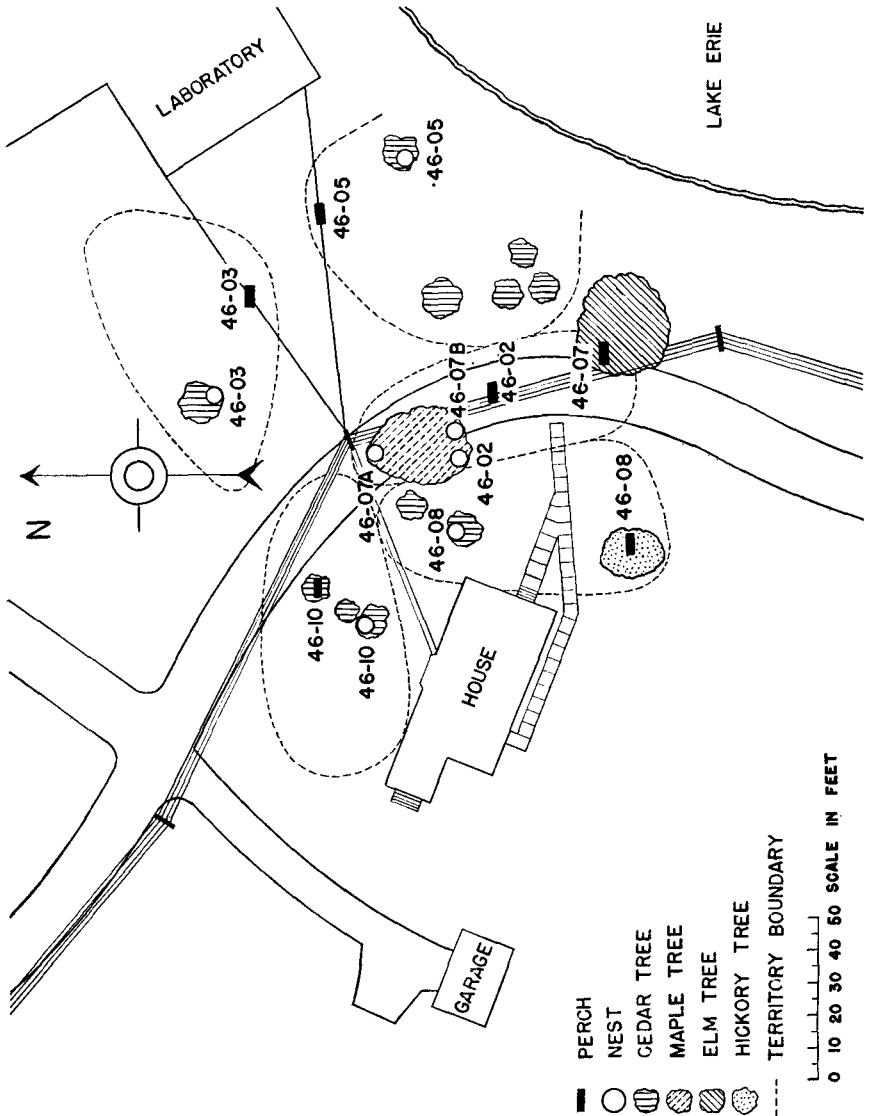 N
LABORATORY
LAKE ERIE
46-03
46-03
46-05
46-05
46-07B
46-02
46-07
46-07A
46-02
46-08
46-08
46-10
46-10
HOUSE
GARAGE
PERCH
NEST
CEDAR TREE
MAPLE TREE
ELM TREE
HICKORY TREE
TERRITORY BOUNDARY
0 10 20 30 40 50 SCALE IN FEET